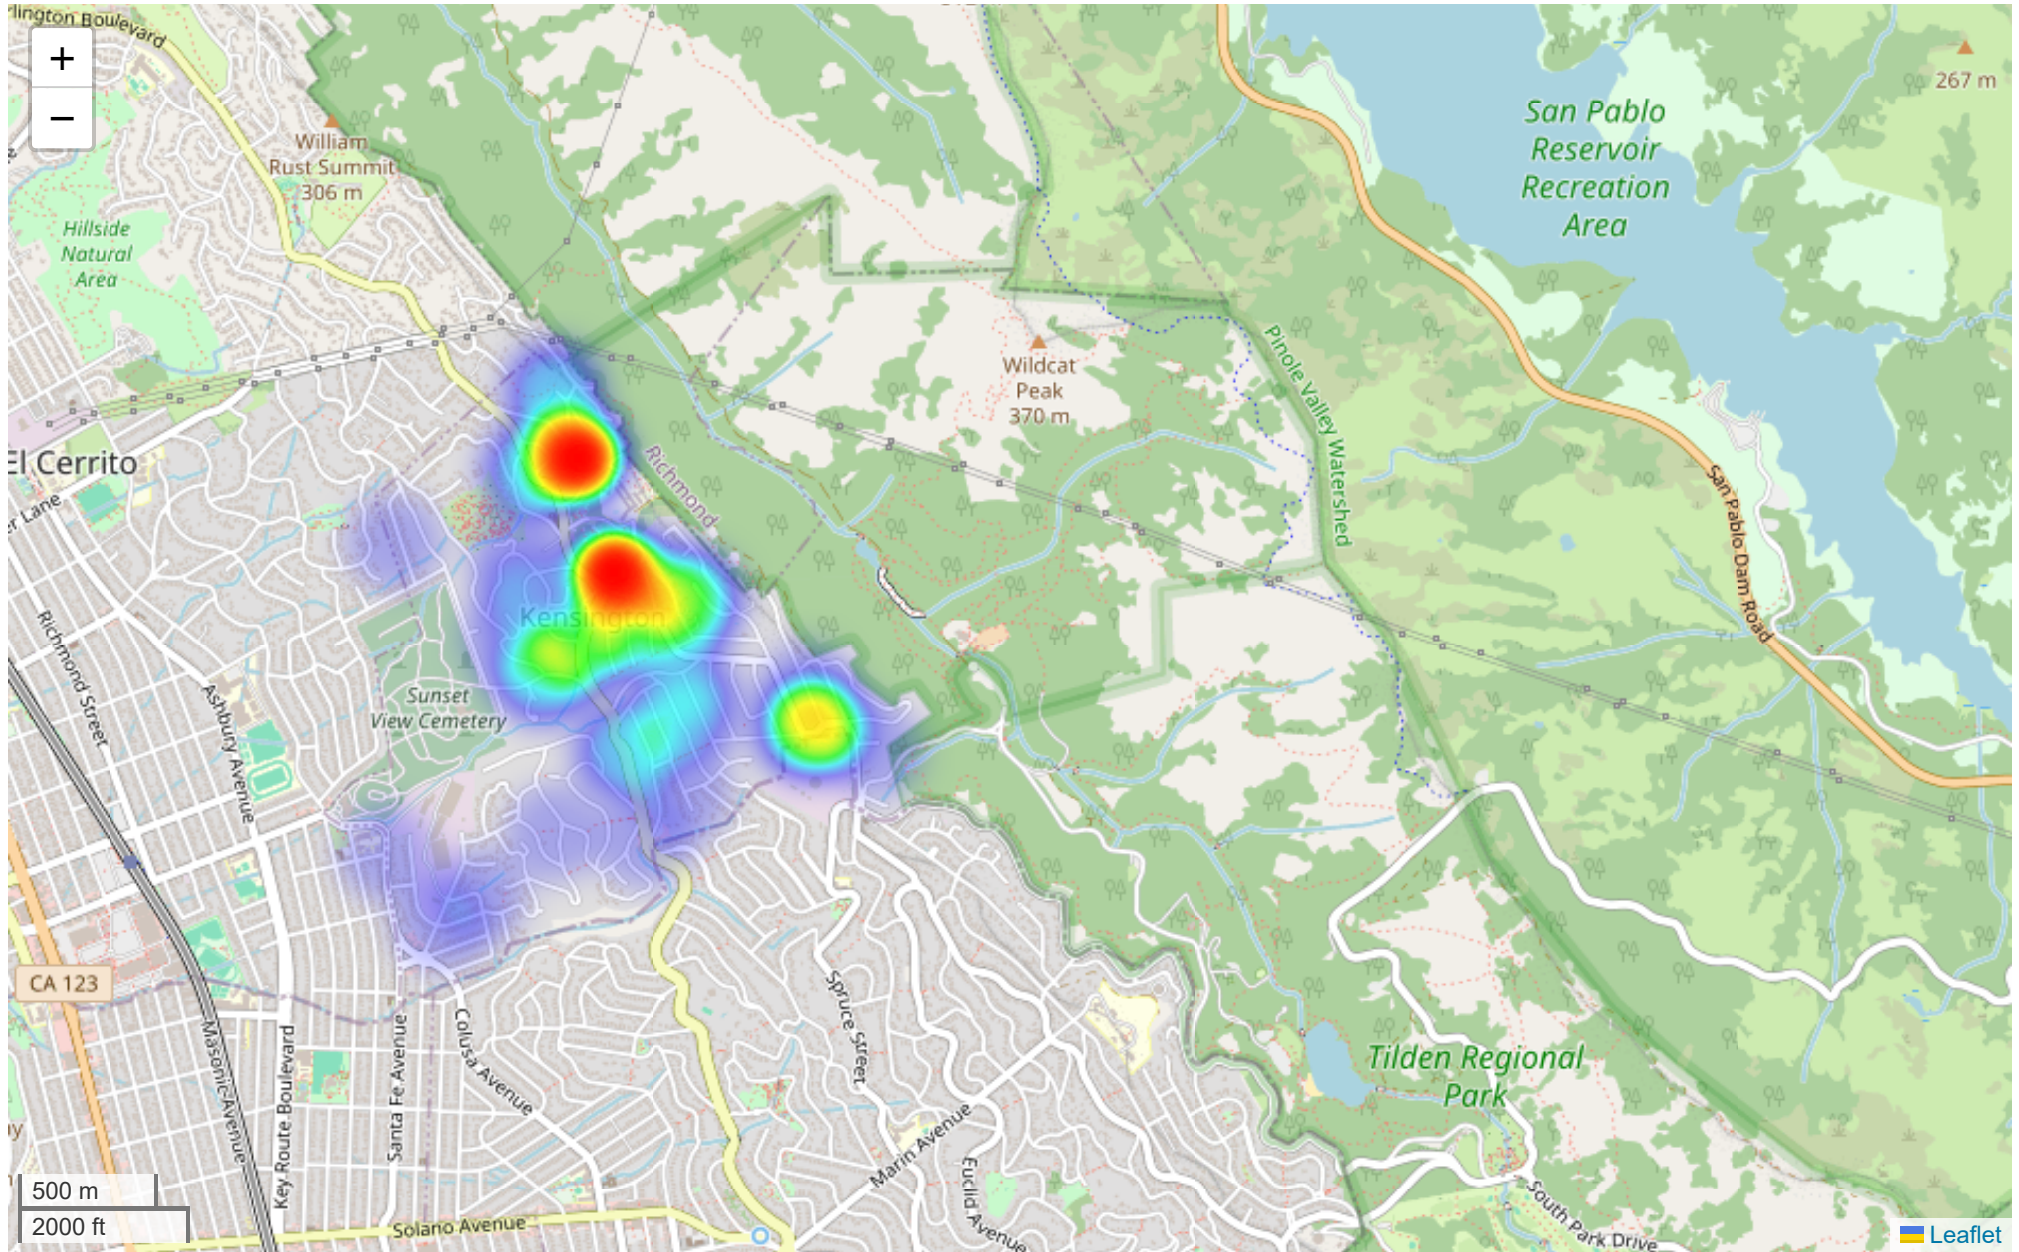 lington Boulevard
+
−
William
Rust Summit
306 m
Hillside
Natural
Area
San Pablo
Reservoir
Recreation
Area
267 m
Wildcat
Peak
370 m
Pinole Valley Watershed
El Cerrito
er Lane
Richmond
San Pablo Dam Road
Kensington
Richmond Street
Ashbury Avenue
Sunset
View Cemetery
CA 123
Masonic Avenue
Key Route Boulevard
Santa Fe Avenue
Colusa Avenue
Spruce Street
Marin Avenue
Euclid Avenue
Tilden Regional
Park
South Park Drive
Solano Avenue
500 m
2000 ft
Leaflet